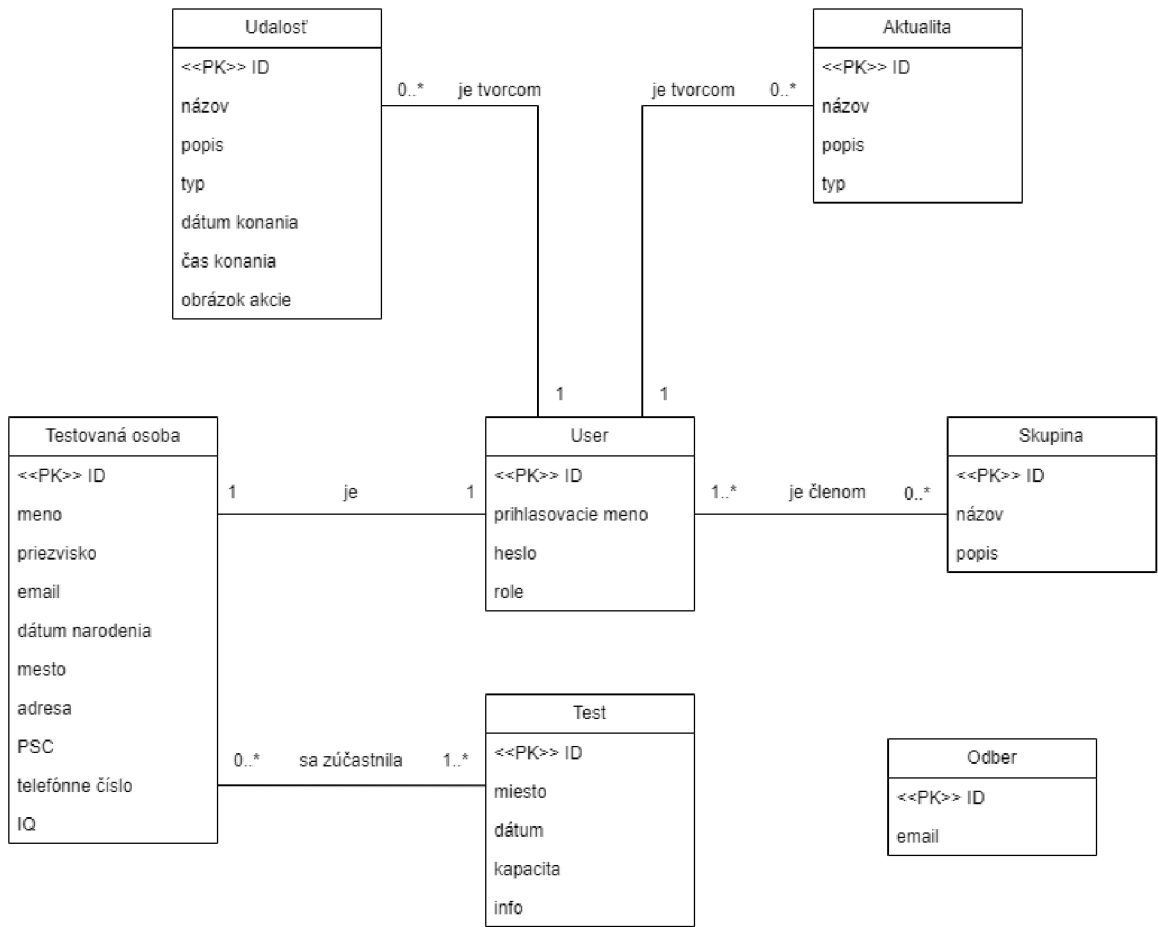 Udalosť
<<PK>> ID
názov
popis
typ
dátum konania
čas konania
obrázok akcie
0..* je tvorcom
1
Aktualita
<<PK>> ID
názov
popis
typ
je tvorcom 0..*
1
Testovaná osoba
<<PK>> ID
meno
priezvisko
email
dátum narodenia
mesto
adresa
PSC
telefónne číslo
IQ
1 je 1
User
<<PK>> ID
prihlasovacie meno
heslo
role
1..* je členom 0..*
Skupina
<<PK>> ID
názov
popis
0..* sa zúčastnila 1..*
Test
<<PK>> ID
miesto
dátum
kapacita
info
Odber
<<PK>> ID
email